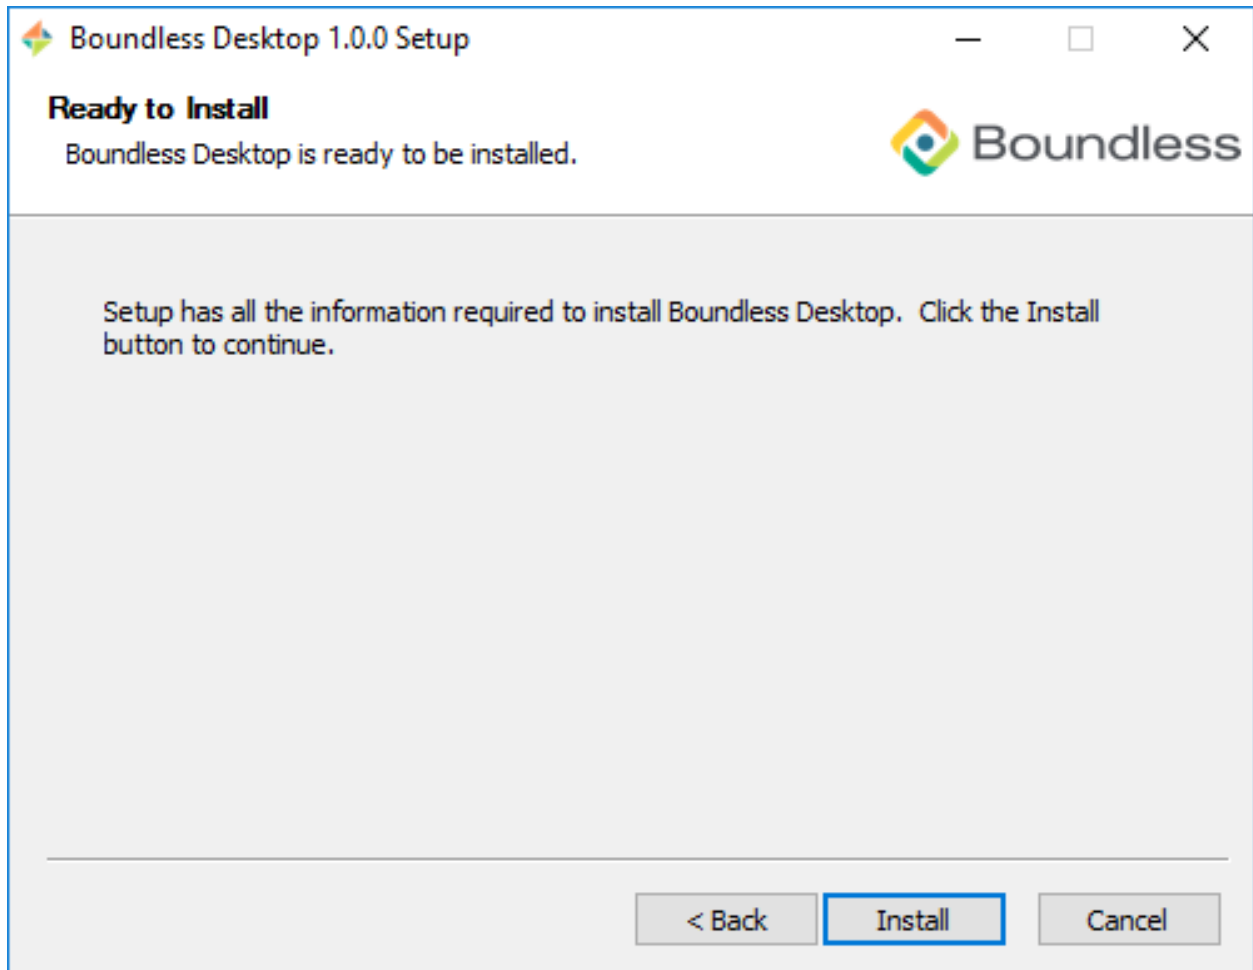 Boundless Desktop 1.0.0 Setup
Ready to Install
Boundless Desktop is ready to be installed.
Boundless
Setup has all the information required to install Boundless Desktop.  Click the Install
button to continue.
< Back
Install
Cancel